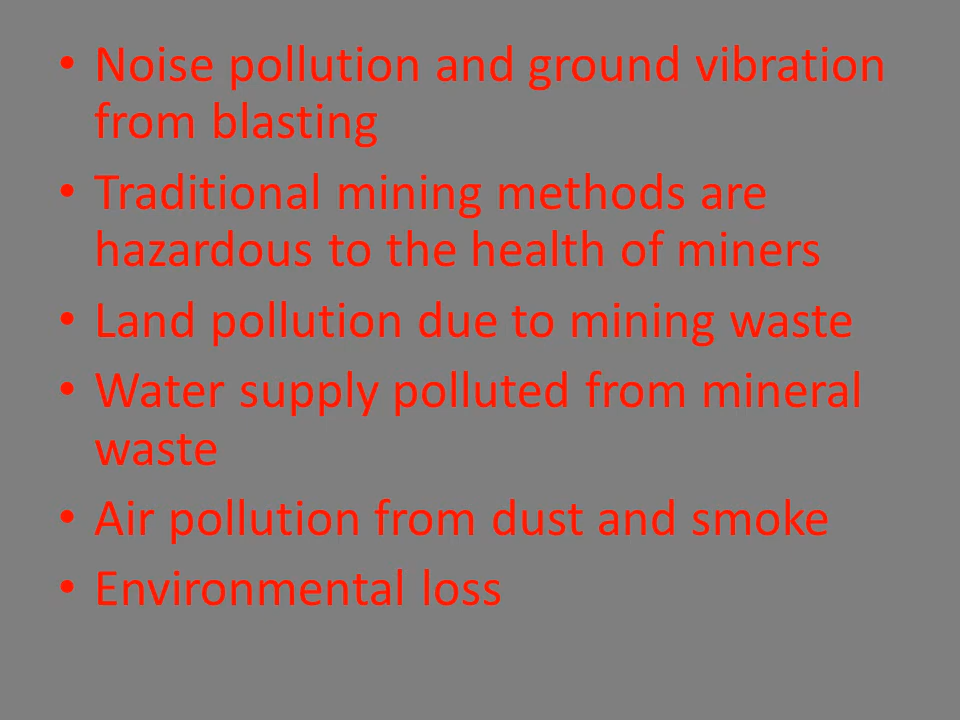 • Noise pollution and ground vibration
from blasting
• Traditional mining methods are
hazardous to the health of miners
• Land pollution due to mining waste
• Water supply polluted from mineral
waste
• Air pollution from dust and smoke
• Environmental loss